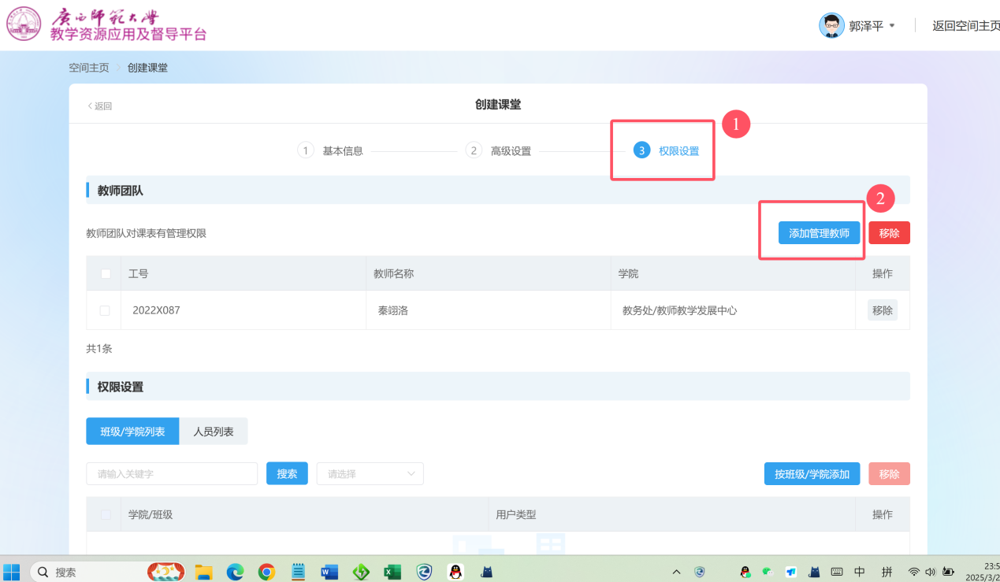 广西师范大学
教学资源应用及督导平台
郭泽平
返回空间主页
空间主页 创建课堂
返回
创建课堂
1
1 基本信息
2 高级设置
3 权限设置
教师团队
2
教师团队对课表有管理权限
添加管理教师 移除
工号 教师名称 学院 操作
2022X087 秦翊洛 教务处/教师教学发展中心 移除
共1条
权限设置
班级/学院列表 人员列表
请输入关键字 搜索 请选择 按班级/学院添加 移除
学院/班级 用户类型 操作
搜索
中 拼
23:5
2025/3/2